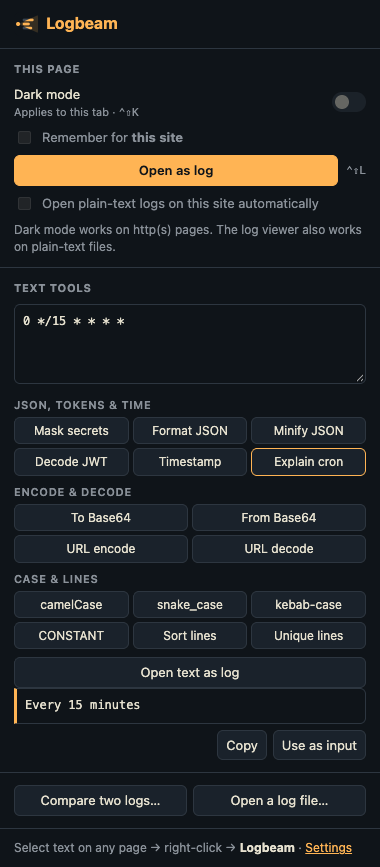 Logbeam
THIS PAGE
Dark mode
Applies to this tab · ^⇧K
Remember for this site
Open as log
^⇧L
Open plain-text logs on this site automatically
Dark mode works on http(s) pages. The log viewer also works
on plain-text files.
TEXT TOOLS
0 */15 * * * *
JSON, TOKENS & TIME
Mask secrets
Format JSON
Minify JSON
Decode JWT
Timestamp
Explain cron
ENCODE & DECODE
To Base64
From Base64
URL encode
URL decode
CASE & LINES
camelCase
snake_case
kebab-case
CONSTANT
Sort lines
Unique lines
Open text as log
Every 15 minutes
Copy
Use as input
Compare two logs...
Open a log file...
Select text on any page → right-click → Logbeam · Settings